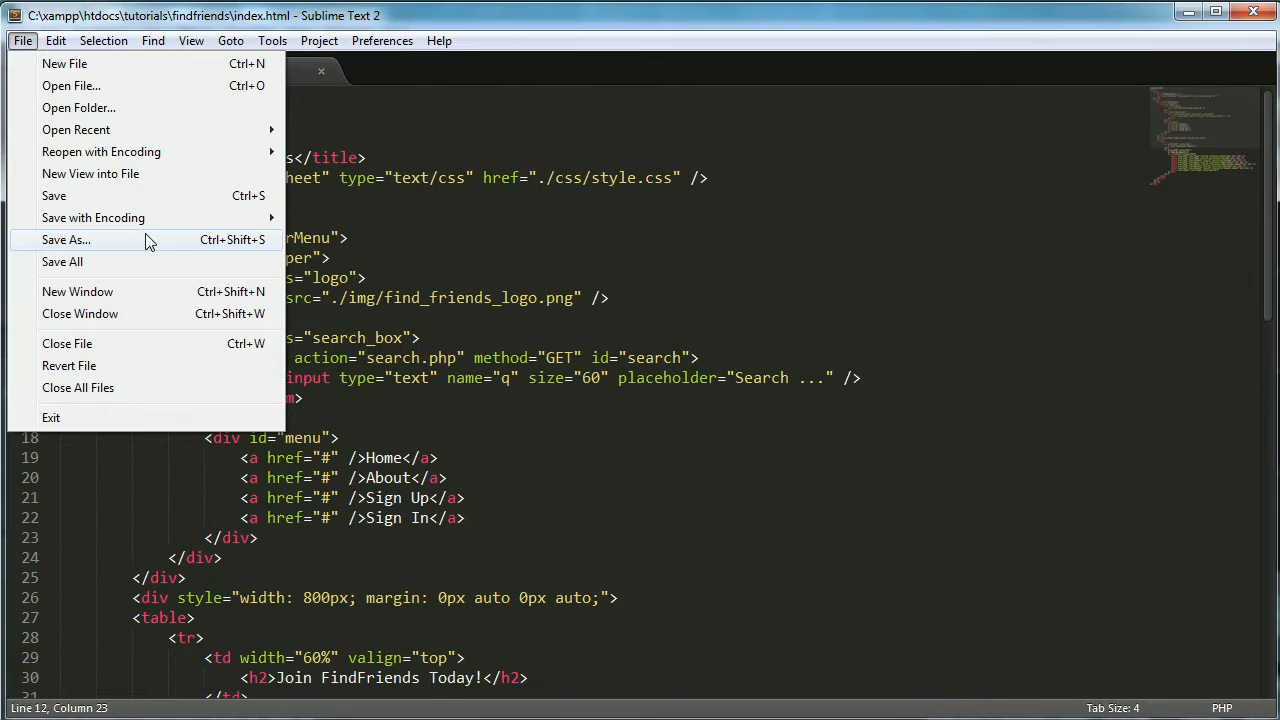 C:\xampp\htdocs\tutorials\findfriends\index.html - Sublime Text 2
File Edit Selection Find View Goto Tools Project Preferences Help
New File Ctrl+N
Open File... Ctrl+O
Open Folder...
Open Recent
Reopen with Encoding
New View into File
Save Ctrl+S
Save with Encoding
Save As... Ctrl+Shift+S
Save All
New Window Ctrl+Shift+N
Close Window Ctrl+Shift+W
Close File Ctrl+W
Revert File
Close All Files
Exit
s</title>
heet" type="text/css" href="./css/style.css" />
rMenu">
per">
s="logo">
src="./img/find_friends_logo.png" />
s="search_box">
action="search.php" method="GET" id="search">
input type="text" name="q" size="60" placeholder="Search ..." />
m>
18 <div id="menu">
19 <a href="#" />Home</a>
20 <a href="#" />About</a>
21 <a href="#" />Sign Up</a>
22 <a href="#" />Sign In</a>
23 </div>
24 </div>
25 </div>
26 <div style="width: 800px; margin: 0px auto 0px auto;">
27 <table>
28 <tr>
29 <td width="60%" valign="top">
30 <h2>Join FindFriends Today!</h2>
31 </td>
Line 12, Column 23 Tab Size: 4 PHP